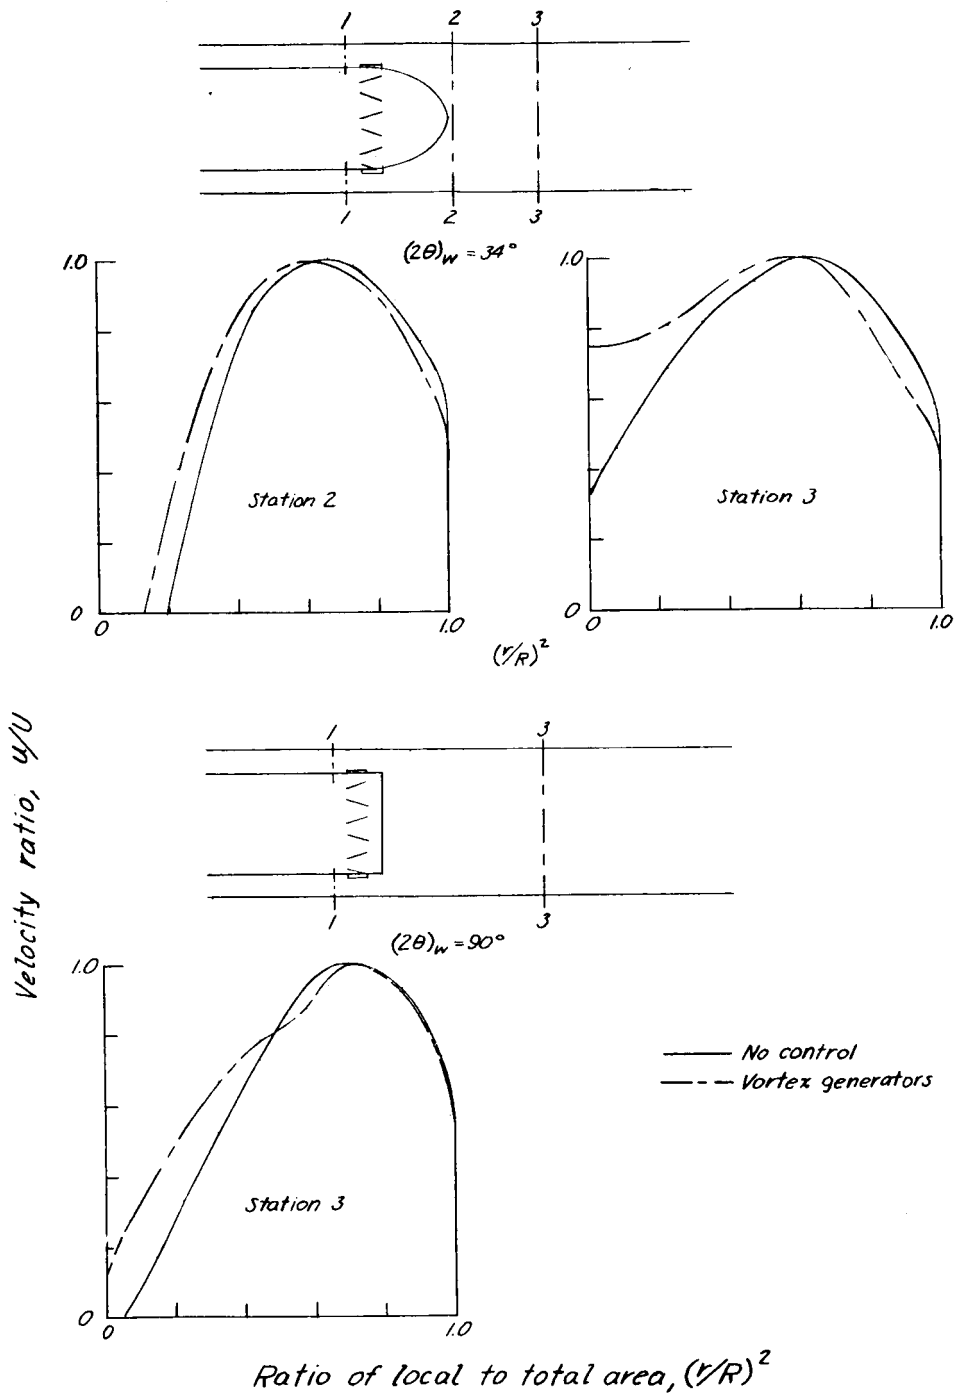 1 2 3
1 2 3
(2θ)w = 34°
1.0
0
0 1.0
Station 2
1.0
0
0 1.0
Station 3
(r/R)²
Velocity ratio, u/U
1 3
1 3
(2θ)w = 90°
1.0
0
0 1.0
Station 3
No control
Vortex generators
Ratio of local to total area, (r/R)²